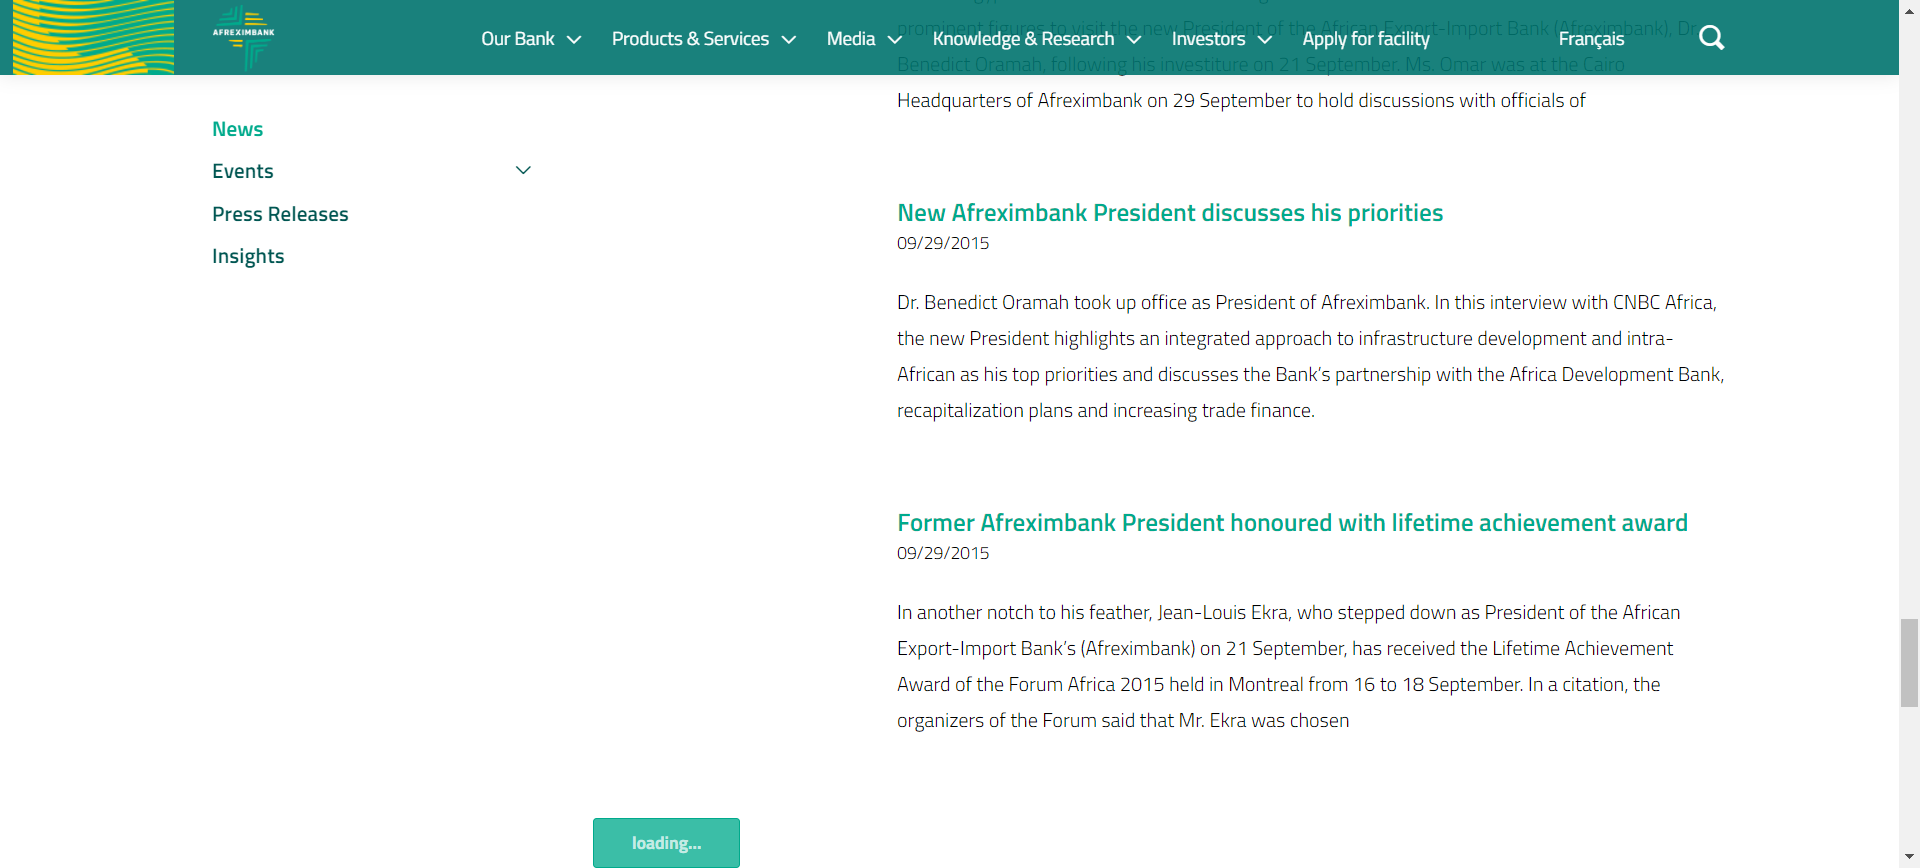 AFREXIMBANK
Our Bank
Products & Services
Media
Knowledge & Research
Investors
Apply for facility
Français
prominent figures to visit the new President of the African Export-Import Bank (Afreximbank), Dr.
Benedict Oramah, following his investiture on 21 September. Ms. Omar was at the Cairo
Headquarters of Afreximbank on 29 September to hold discussions with officials of
News
Events
Press Releases
Insights
New Afreximbank President discusses his priorities
09/29/2015
Dr. Benedict Oramah took up office as President of Afreximbank. In this interview with CNBC Africa,
the new President highlights an integrated approach to infrastructure development and intra-
African as his top priorities and discusses the Bank’s partnership with the Africa Development Bank,
recapitalization plans and increasing trade finance.
Former Afreximbank President honoured with lifetime achievement award
09/29/2015
In another notch to his feather, Jean-Louis Ekra, who stepped down as President of the African
Export-Import Bank’s (Afreximbank) on 21 September, has received the Lifetime Achievement
Award of the Forum Africa 2015 held in Montreal from 16 to 18 September. In a citation, the
organizers of the Forum said that Mr. Ekra was chosen
loading...